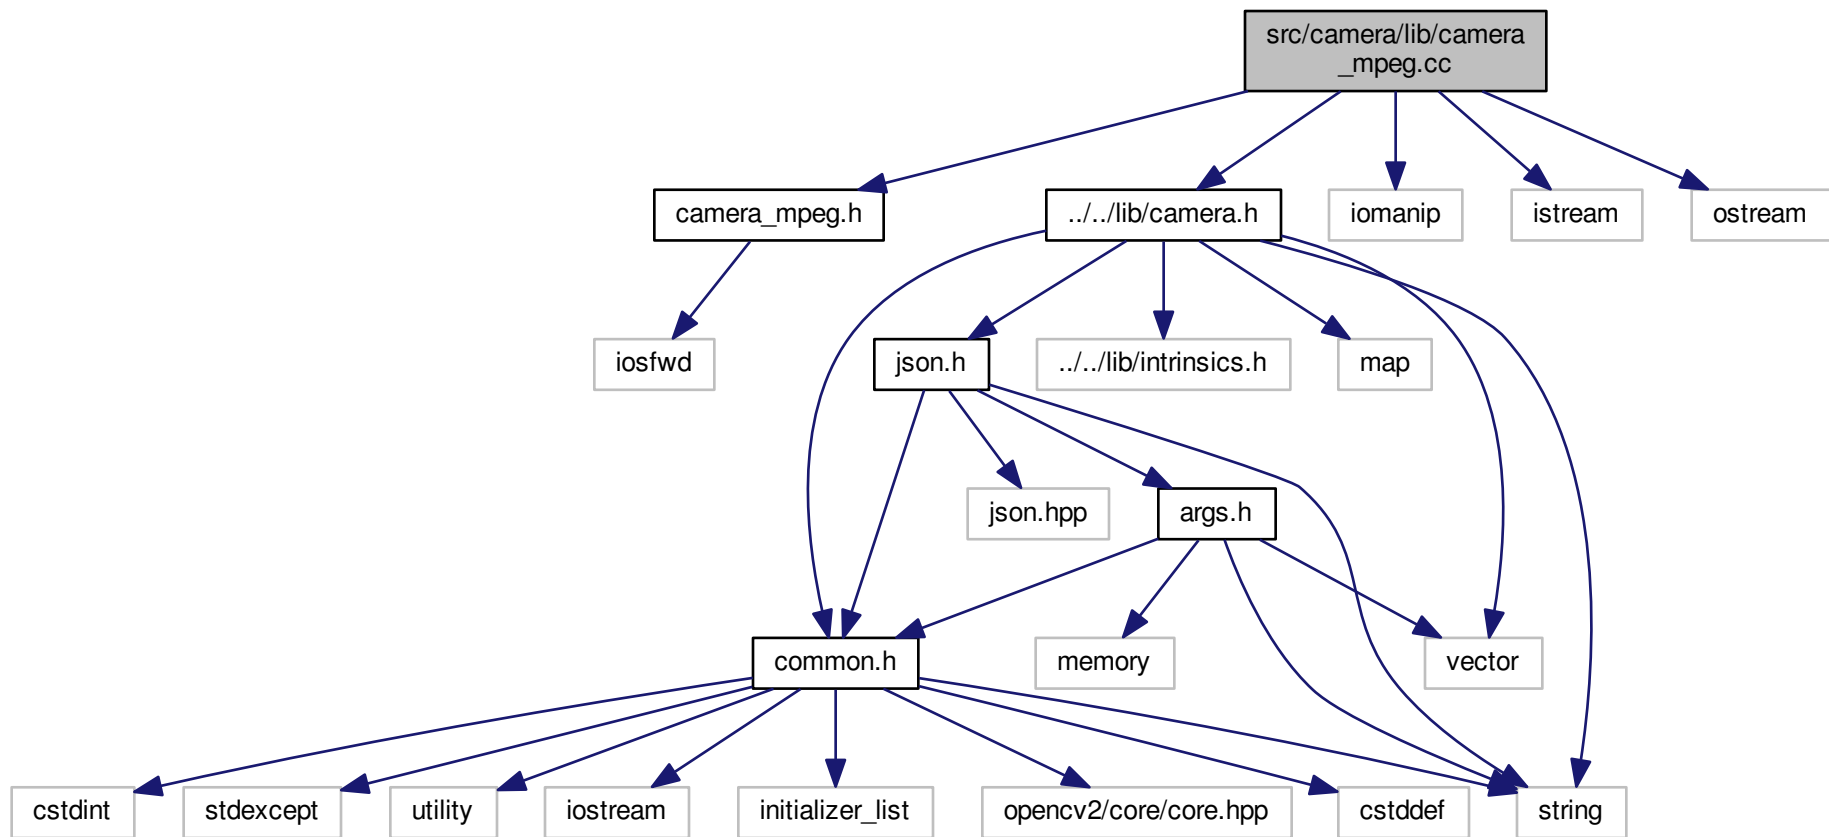 src/camera/lib/camera
_mpeg.cc
camera_mpeg.h
../../lib/camera.h
iomanip
istream
ostream
iosfwd
json.h
../../lib/intrinsics.h
map
json.hpp
args.h
common.h
memory
vector
cstdint
stdexcept
utility
iostream
initializer_list
opencv2/core/core.hpp
cstddef
string